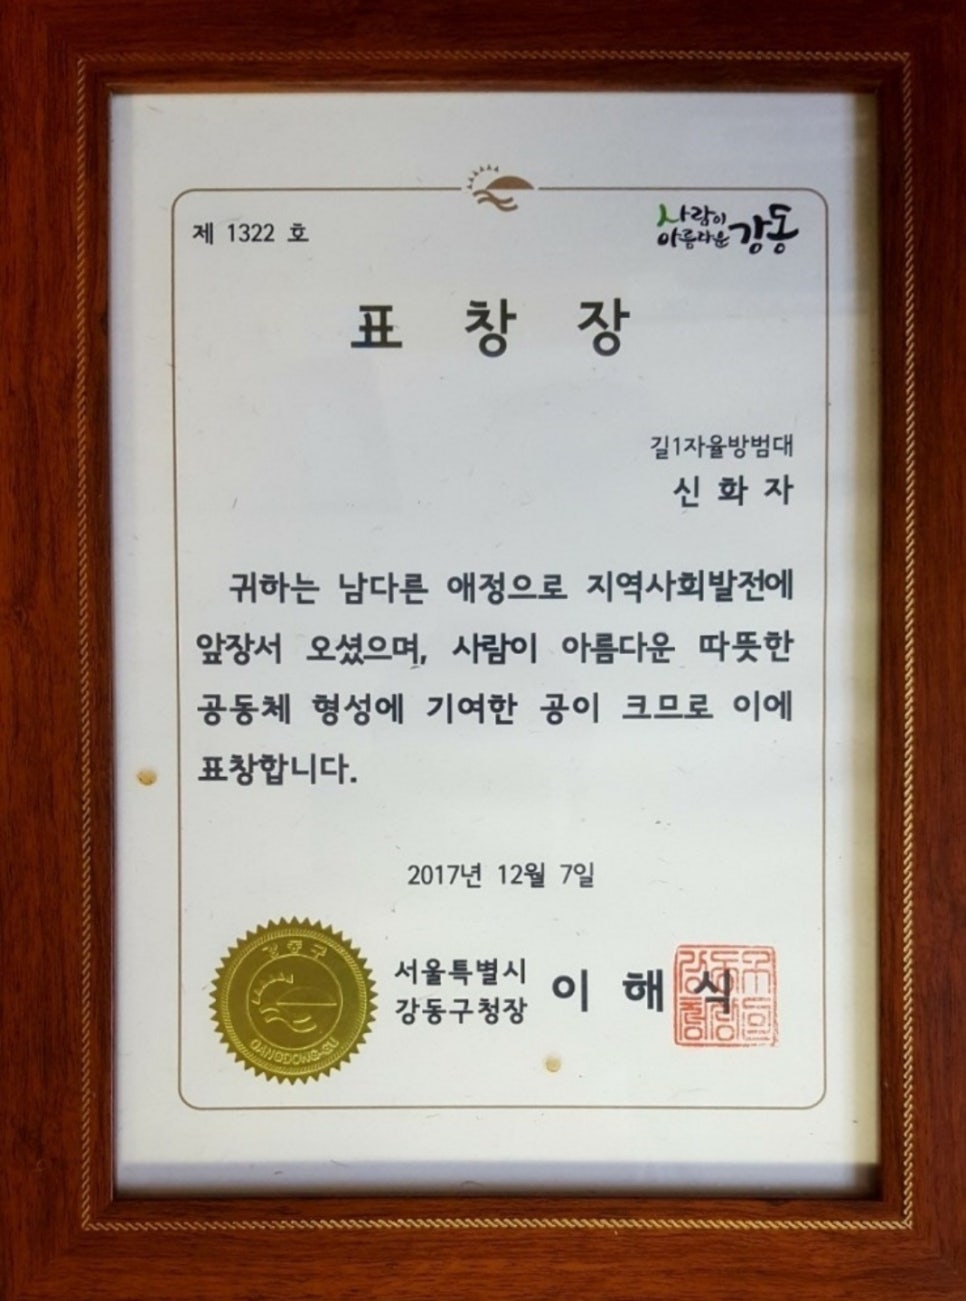 제 1322 호
사람이
아름다운 강동
표 창 장
길1자율방범대
신 화 자
귀하는 남다른 애정으로 지역사회발전에
앞장서 오셨으며, 사람이 아름다운 따뜻한
공동체 형성에 기여한 공이 크므로 이에
표창합니다.
2017년 12월 7일
강동구
GANGDONG-GU
서울특별시
강동구청장
이 해 식